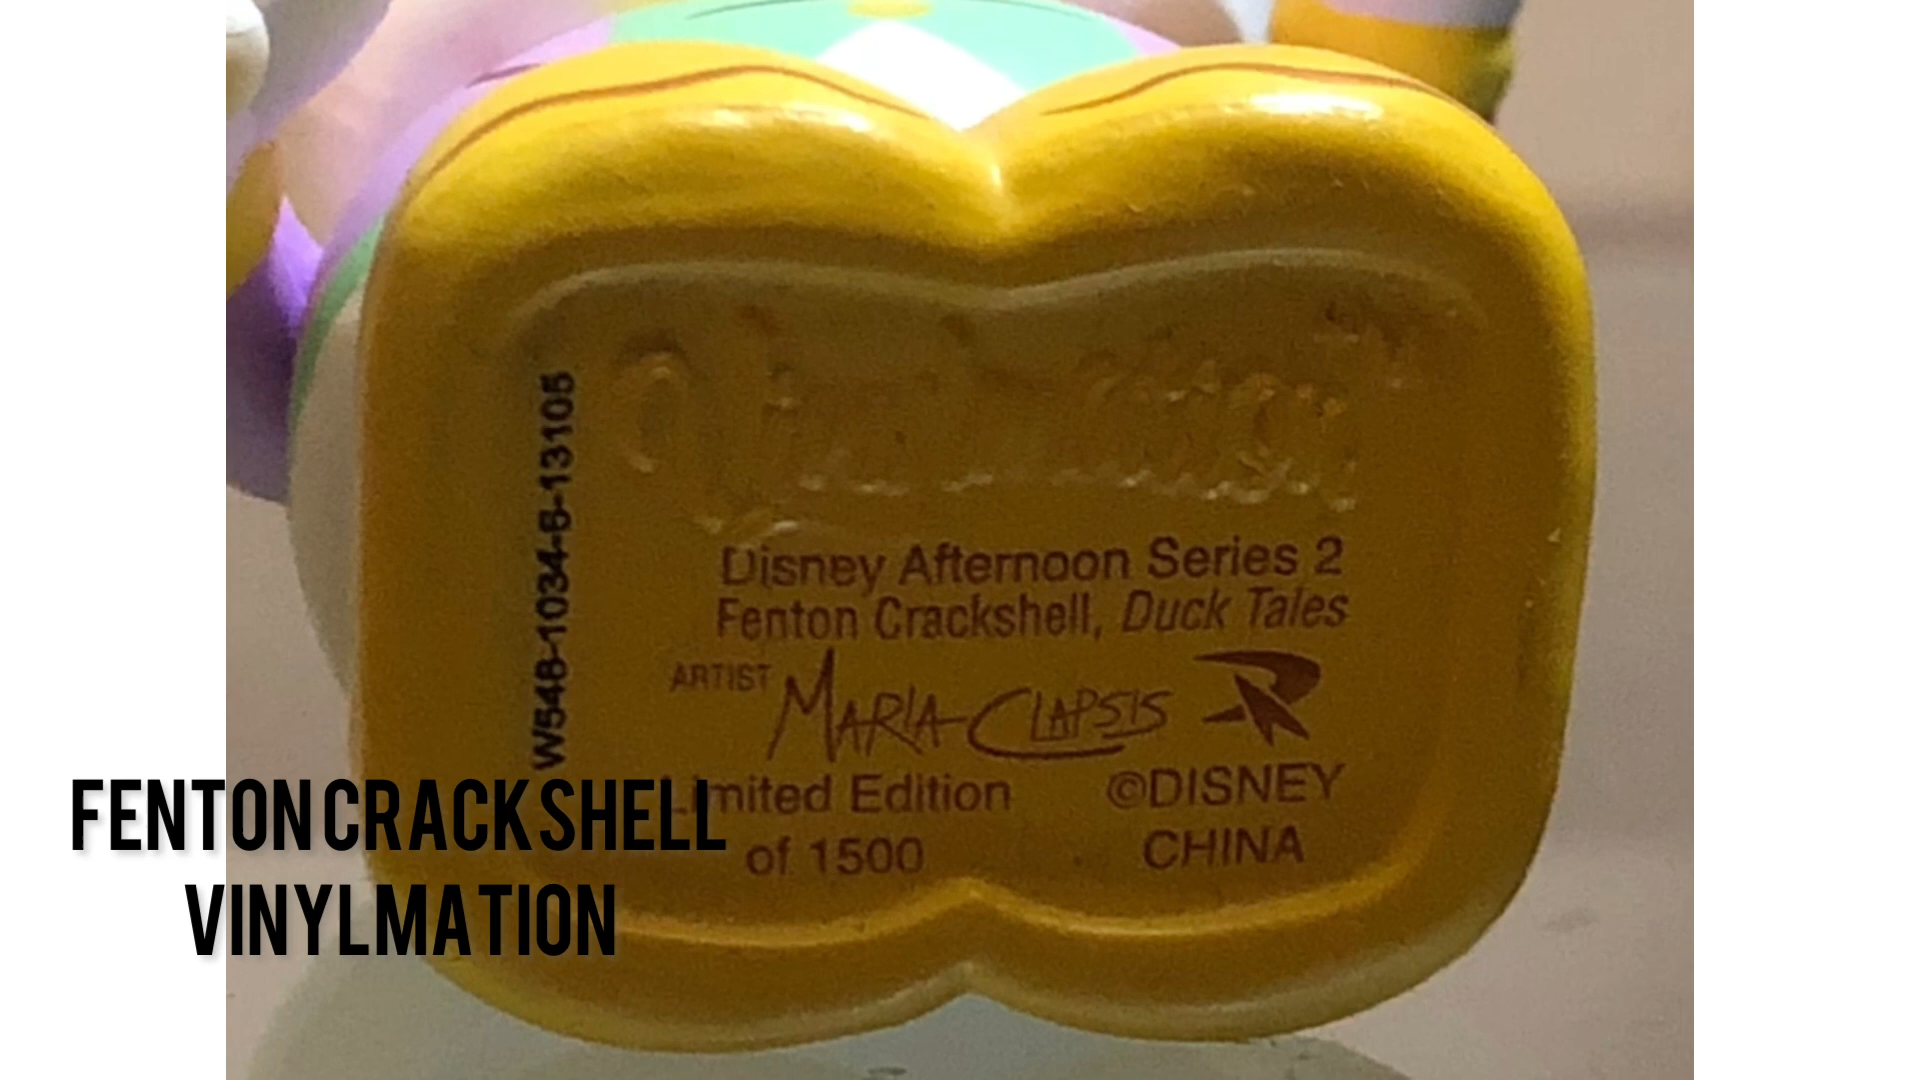 Vinylmation
W548-1034-6-13105
Disney Afternoon Series 2
Fenton Crackshell, Duck Tales
ARTIST MARIA CLAPSIS
Limited Edition
of 1500
©DISNEY
CHINA
FENTON CRACKSHELL
VINYLMATION